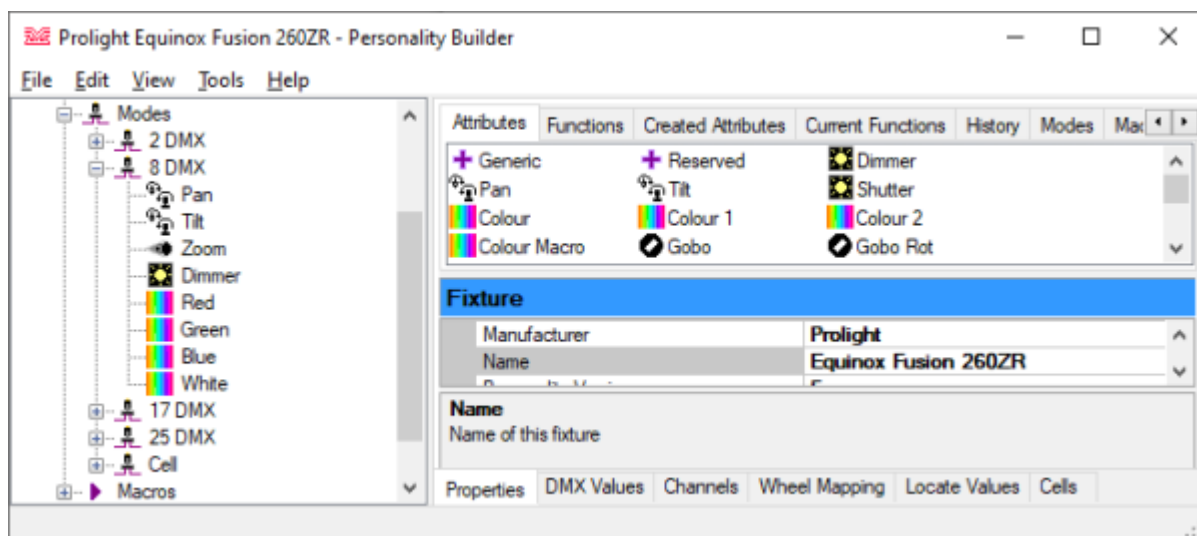 Prolight Equinox Fusion 260ZR - Personality Builder
File Edit View Tools Help
Modes
2 DMX
8 DMX
Pan
Tilt
Zoom
Dimmer
Red
Green
Blue
White
17 DMX
25 DMX
Cell
Macros
Attributes Functions Created Attributes Current Functions History Modes
Generic Reserved Dimmer
Pan Tilt Shutter
Colour Colour 1 Colour 2
Colour Macro Gobo Gobo Rot
Fixture
Manufacturer Prolight
Name Equinox Fusion 260ZR
Name
Name of this fixture
Properties DMX Values Channels Wheel Mapping Locate Values Cells